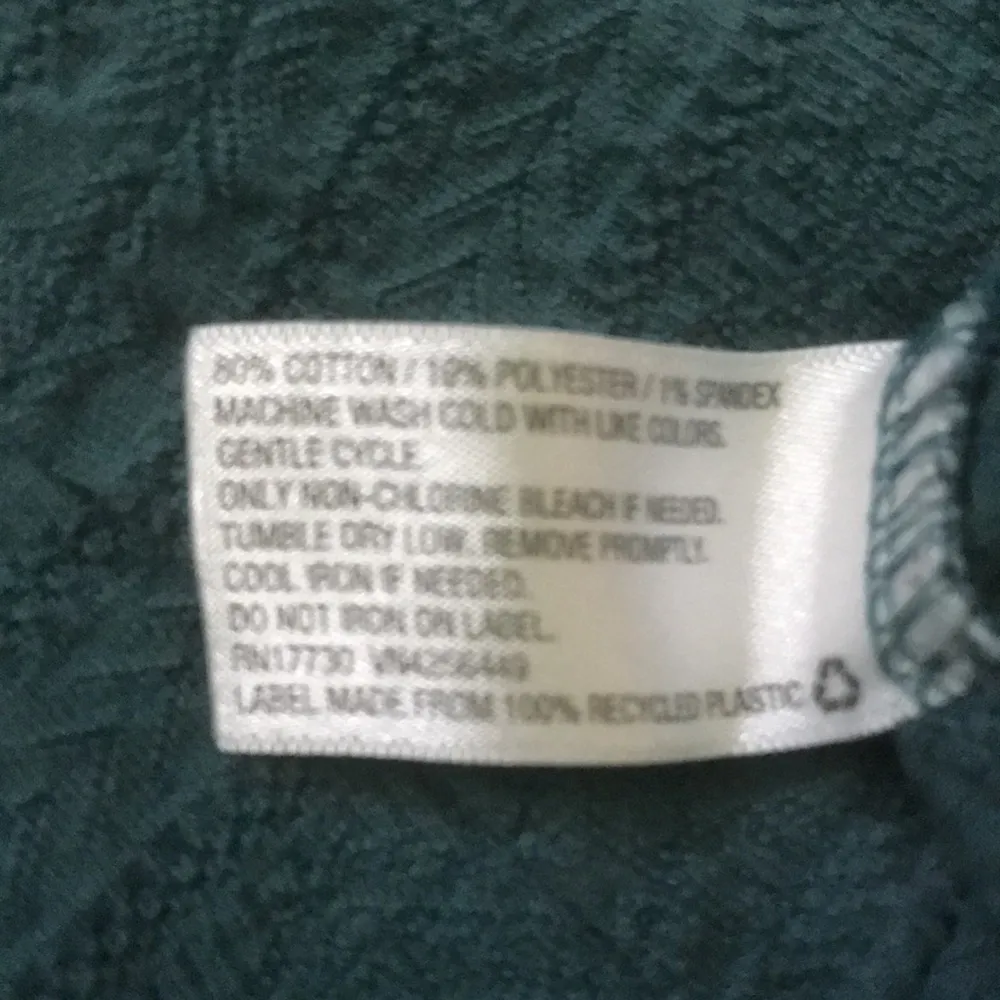 COTTON / POLYESTER / 1% SPANDEX
MACHINE WASH COLD WITH LIKE COLORS.
GENTLE CYCLE.
ONLY NON-CHLORINE BLEACH IF NEEDED.
TUMBLE DRY LOW. REMOVE PROMPTLY.
COOL IRON IF NEEDED.
DO NOT IRON ON LABEL.
RN17730
LABEL MADE FROM 100% RECYCLED PLASTIC